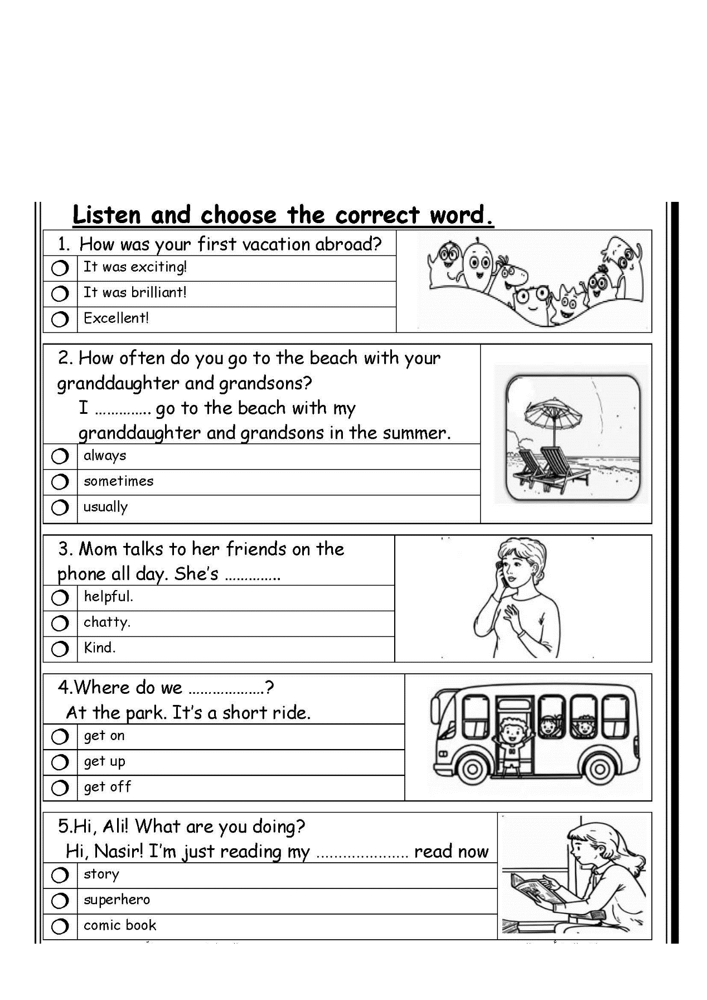 Listen and choose the correct word.
1. How was your first vacation abroad?
It was exciting!
It was brilliant!
Excellent!
2. How often do you go to the beach with your
granddaughter and grandsons?
I ………….. go to the beach with my
granddaughter and grandsons in the summer.
always
sometimes
usually
3. Mom talks to her friends on the
phone all day. She’s …………..
helpful.
chatty.
Kind.
4.Where do we ……………….?
At the park. It’s a short ride.
get on
get up
get off
5.Hi, Ali! What are you doing?
Hi, Nasir! I’m just reading my ………………… read now
story
superhero
comic book